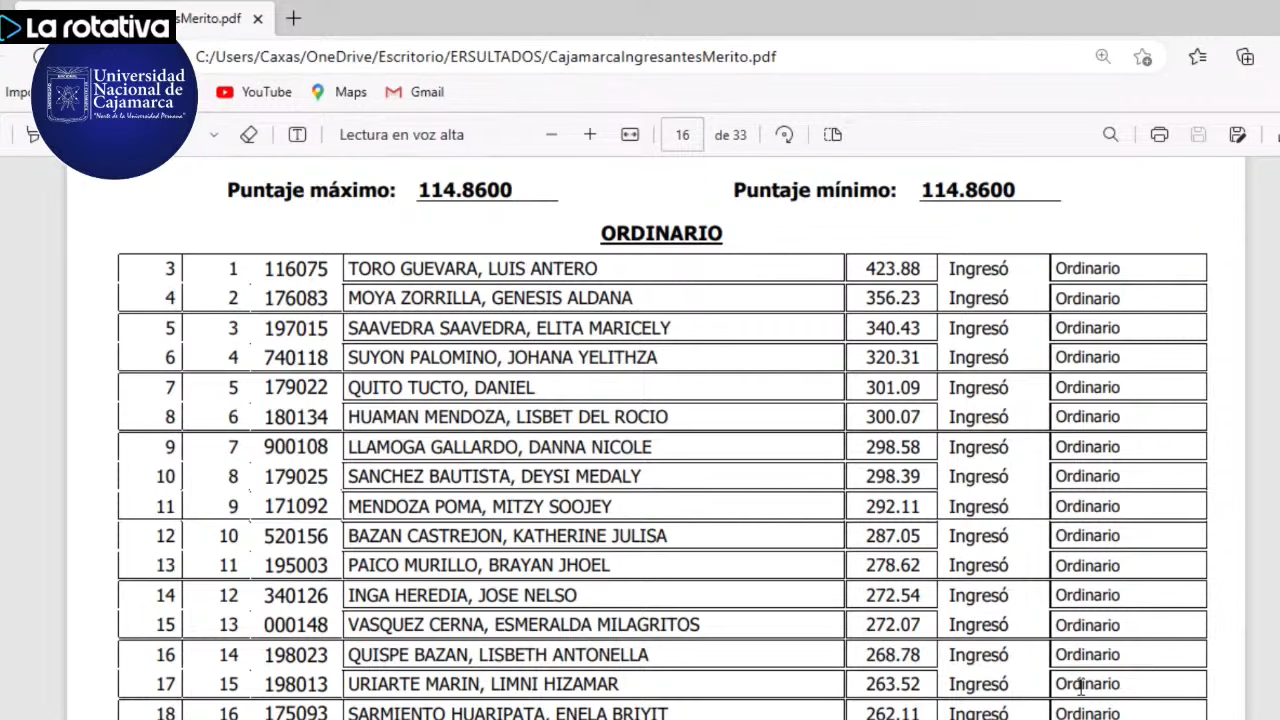 sMerito.pdf
La rotativa
C:/Users/Caxas/OneDrive/Escritorio/ERSULTADOS/CajamarcaIngresantesMerito.pdf
Universidad
Nacional de
Cajamarca
"Norte de la Universidad Peruana"
Impo YouTube Maps Gmail
Lectura en voz alta 16 de 33
Puntaje máximo: 114.8600 Puntaje mínimo: 114.8600
ORDINARIO
3 1 116075 TORO GUEVARA, LUIS ANTERO 423.88 Ingresó Ordinario
4 2 176083 MOYA ZORRILLA, GENESIS ALDANA 356.23 Ingresó Ordinario
5 3 197015 SAAVEDRA SAAVEDRA, ELITA MARICELY 340.43 Ingresó Ordinario
6 4 740118 SUYON PALOMINO, JOHANA YELITHZA 320.31 Ingresó Ordinario
7 5 179022 QUITO TUCTO, DANIEL 301.09 Ingresó Ordinario
8 6 180134 HUAMAN MENDOZA, LISBET DEL ROCIO 300.07 Ingresó Ordinario
9 7 900108 LLAMOGA GALLARDO, DANNA NICOLE 298.58 Ingresó Ordinario
10 8 179025 SANCHEZ BAUTISTA, DEYSI MEDALY 298.39 Ingresó Ordinario
11 9 171092 MENDOZA POMA, MITZY SOOJEY 292.11 Ingresó Ordinario
12 10 520156 BAZAN CASTREJON, KATHERINE JULISA 287.05 Ingresó Ordinario
13 11 195003 PAICO MURILLO, BRAYAN JHOEL 278.62 Ingresó Ordinario
14 12 340126 INGA HEREDIA, JOSE NELSO 272.54 Ingresó Ordinario
15 13 000148 VASQUEZ CERNA, ESMERALDA MILAGRITOS 272.07 Ingresó Ordinario
16 14 198023 QUISPE BAZAN, LISBETH ANTONELLA 268.78 Ingresó Ordinario
17 15 198013 URIARTE MARIN, LIMNI HIZAMAR 263.52 Ingresó Ordinario
18 16 175093 SARMIENTO HUARIPATA, ENELA BRIYIT 262.11 Ingresó Ordinario